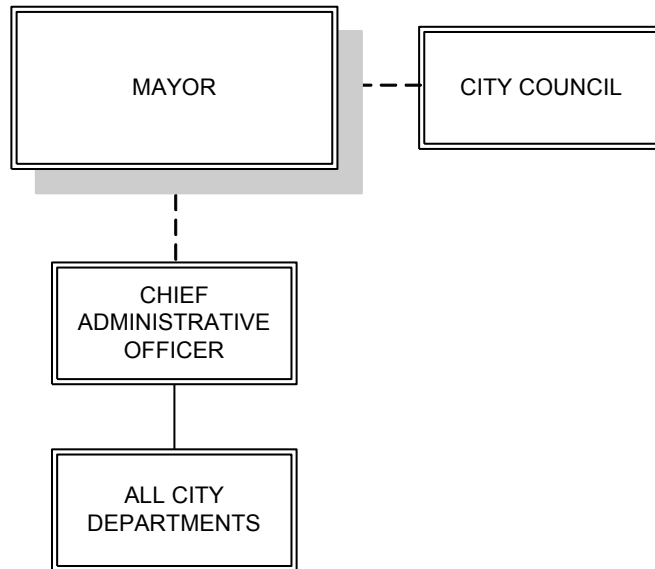 MAYOR
CITY COUNCIL
CHIEF
ADMINISTRATIVE
OFFICER
ALL CITY
DEPARTMENTS